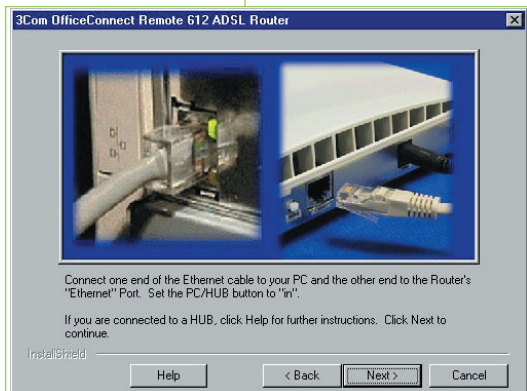 3Com OfficeConnect Remote 612 ADSL Router
Connect one end of the Ethernet cable to your PC and the other end to the Router's
"Ethernet" Port. Set the PC/HUB button to "in".
If you are connected to a HUB, click Help for further instructions. Click Next to
continue.
InstallShield
Help
< Back
Next >
Cancel